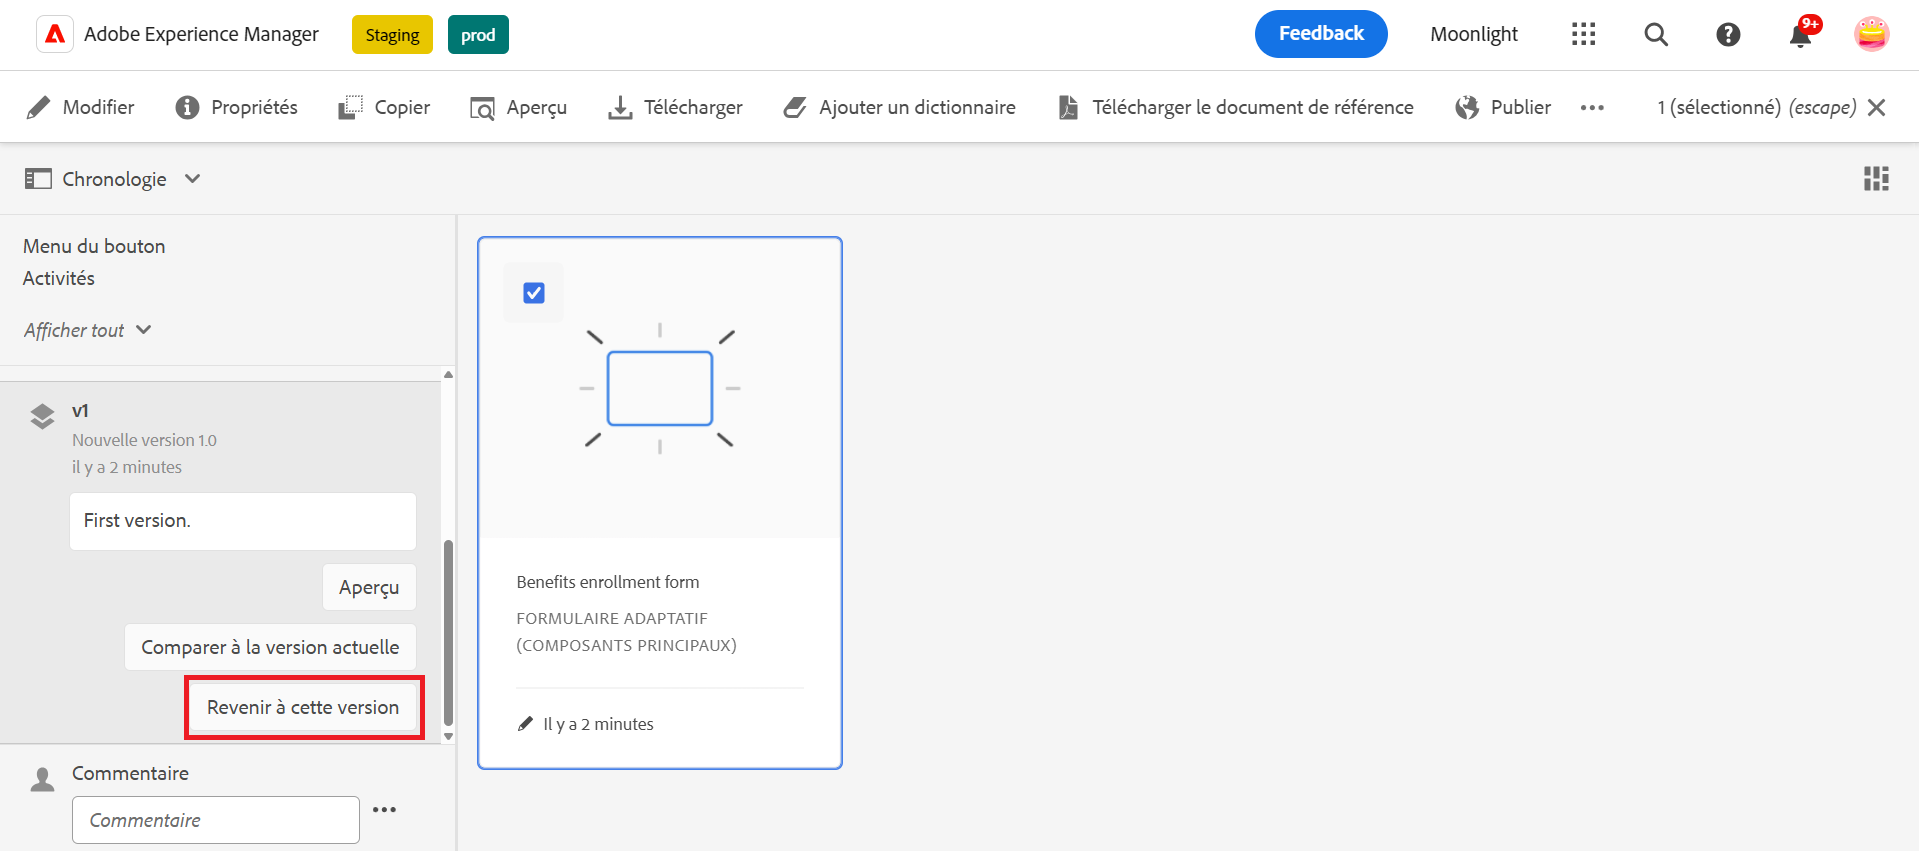 Adobe Experience Manager
Staging
prod
Feedback
Moonlight
9+
Modifier
Propriétés
Copier
Aperçu
Télécharger
Ajouter un dictionnaire
Télécharger le document de référence
Publier
1 (sélectionné) (escape)
Chronologie
Menu du bouton
Activités
Afficher tout
v1
Nouvelle version 1.0
il y a 2 minutes
First version.
Aperçu
Comparer à la version actuelle
Revenir à cette version
Commentaire
Commentaire
Benefits enrollment form
FORMULAIRE ADAPTATIF
(COMPOSANTS PRINCIPAUX)
Il y a 2 minutes